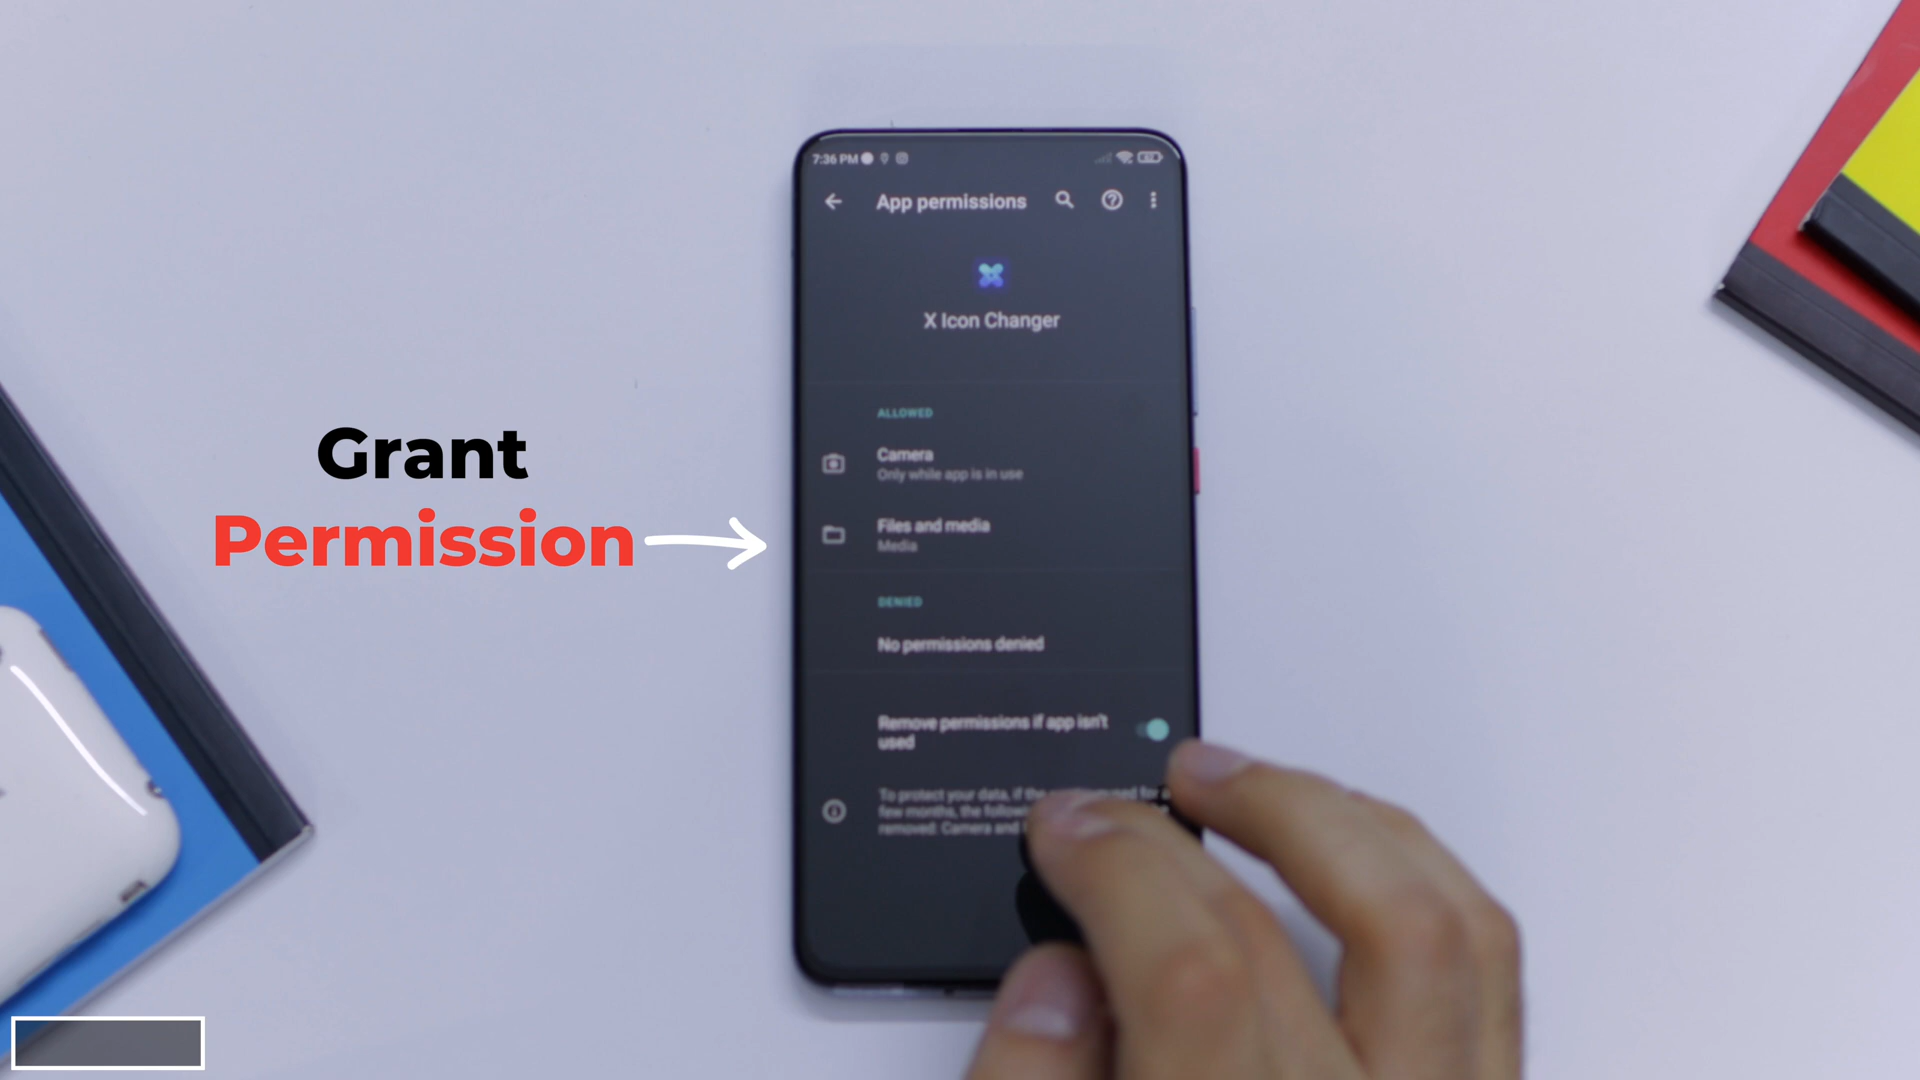 7:36 PM
App permissions
X Icon Changer
ALLOWED
Camera
Only while app is in use
Grant
Permission
Files and media
Media
DENIED
No permissions denied
Remove permissions if app isn't
used
To protect your data, if the used for a
few months, the
removed: Camera and